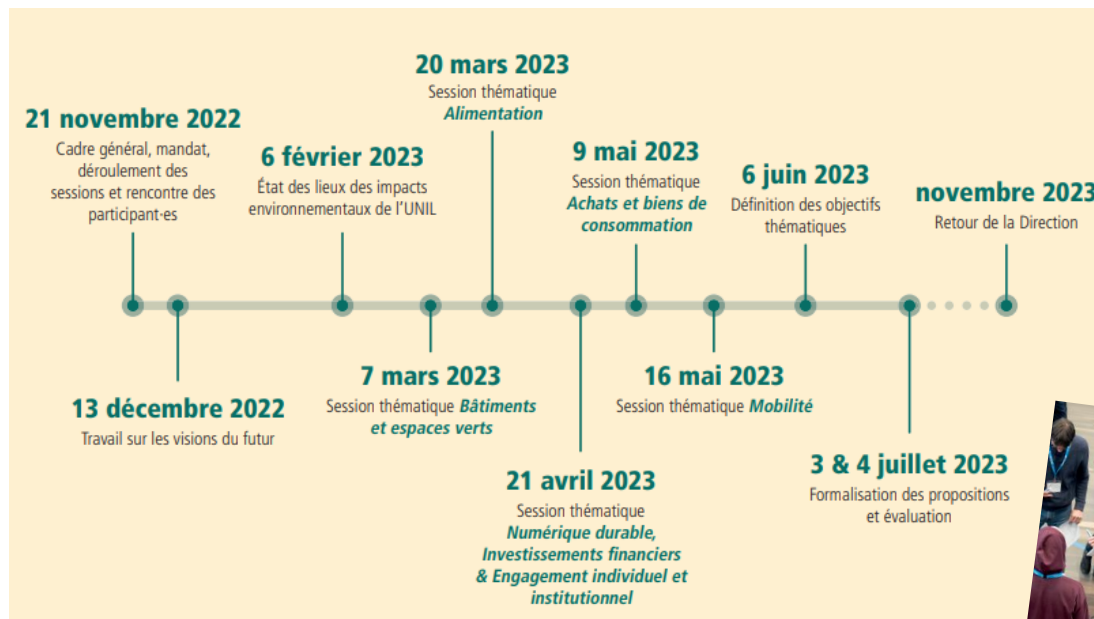 21 novembre 2022
Cadre général, mandat,
déroulement des
sessions et rencontre des
participant·es
13 décembre 2022
Travail sur les visions du futur
6 février 2023
État des lieux des impacts
environnementaux de l'UNIL
7 mars 2023
Session thématique Bâtiments
et espaces verts
20 mars 2023
Session thématique
Alimentation
21 avril 2023
Session thématique
Numérique durable,
Investissements financiers
& Engagement individuel et
institutionnel
9 mai 2023
Session thématique
Achats et biens de
consommation
16 mai 2023
Session thématique Mobilité
6 juin 2023
Définition des objectifs
thématiques
3 & 4 juillet 2023
Formalisation des propositions
et évaluation
novembre 2023
Retour de la Direction